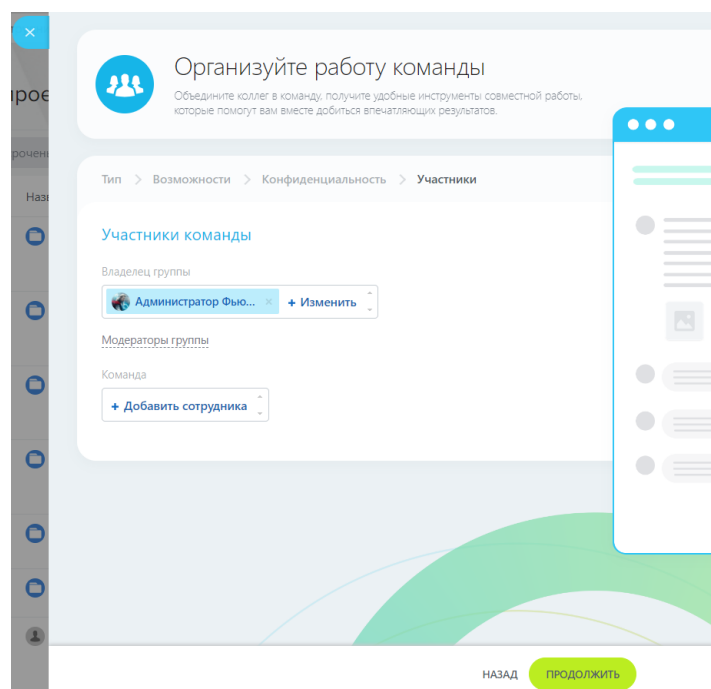 Организуйте работу команды
Объедините коллег в команду, получите удобные инструменты совместной работы,
которые помогут вам вместе добиться впечатляющих результатов.
Тип > Возможности > Конфиденциальность > Участники
Участники команды
Владелец группы
Администратор Фью... × + Изменить
Модераторы группы
Команда
+ Добавить сотрудника
НАЗАД ПРОДОЛЖИТЬ